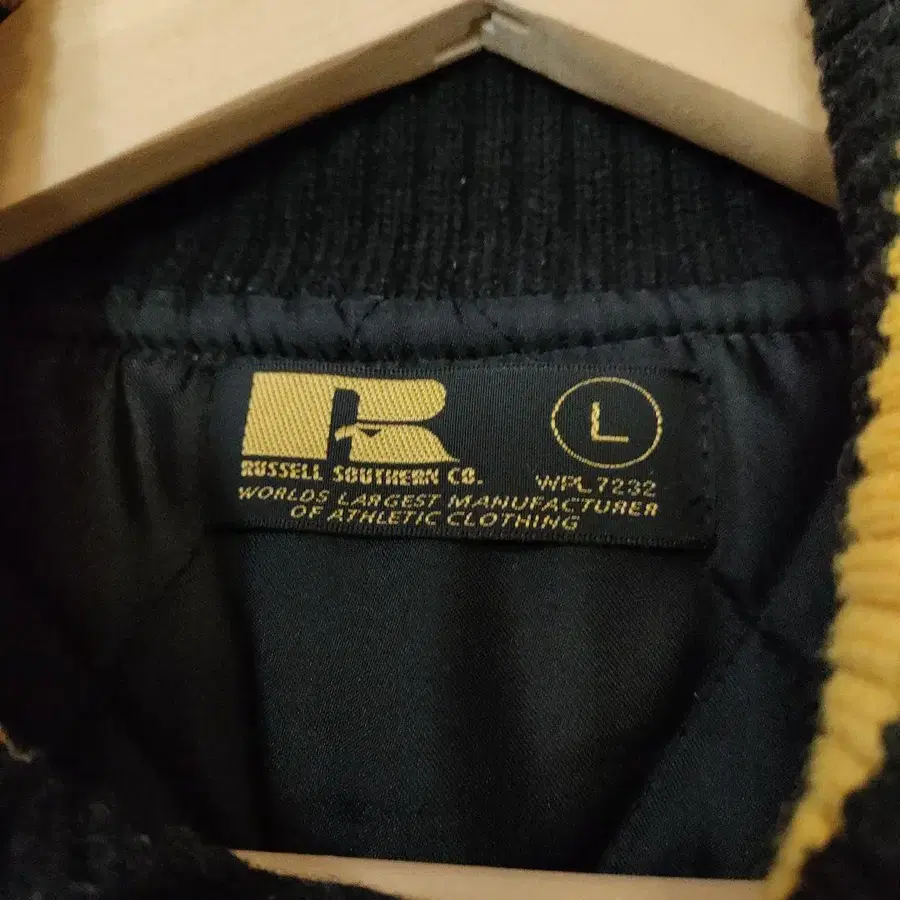 R
L
RUSSELL SOUTHERN CO.
WPL 7232
WORLDS LARGEST MANUFACTURER
OF ATHLETIC CLOTHING